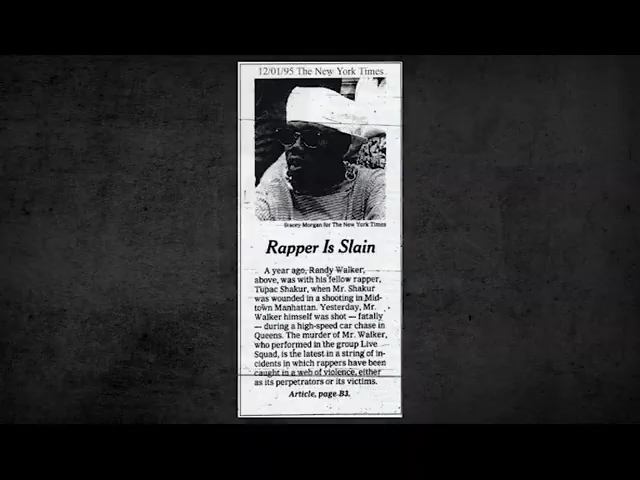 12/01/95 The New York Times
Stacey Morgan for The New York Times
Rapper Is Slain
A year ago, Randy Walker,
above, was with his fellow rapper,
Tupac Shakur, when Mr. Shakur
was wounded in a shooting in Mid-
town Manhattan. Yesterday, Mr.
Walker himself was shot — fatally
— during a high-speed car chase in
Queens. The murder of Mr. Walker,
who performed in the group Live
Squad, is the latest in a string of in-
cidents in which rappers have been
caught in a web of violence, either
as its perpetrators or its victims.
Article, page B3.